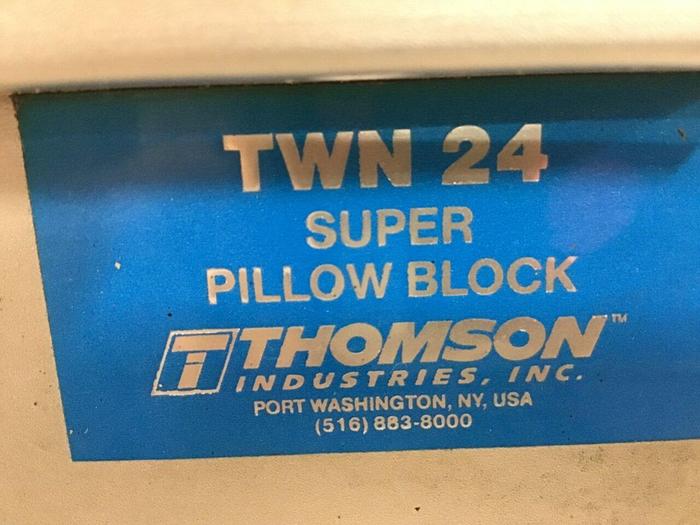 TWN 24
SUPER
PILLOW BLOCK
T THOMSON™
INDUSTRIES, INC.
PORT WASHINGTON, NY, USA
(516) 883-8000